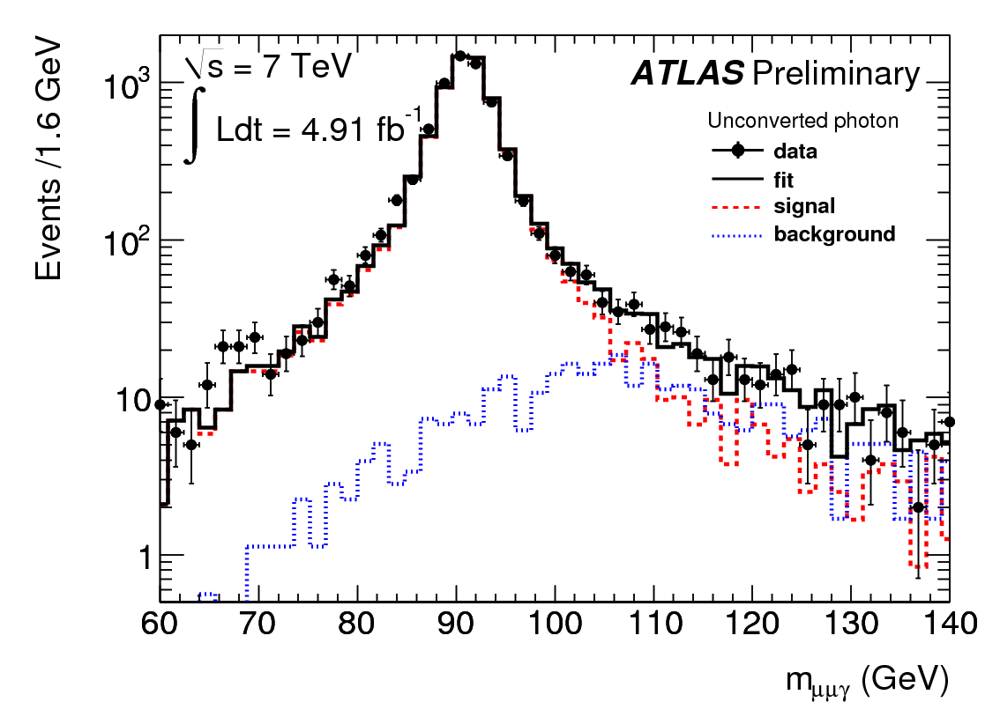 √s = 7 TeV
∫ Ldt = 4.91 fb⁻¹
ATLAS Preliminary
Unconverted photon
data
fit
signal
background
Events /1.6 GeV
10³
10²
10
1
60 70 80 90 100 110 120 130 140
m_μμγ (GeV)